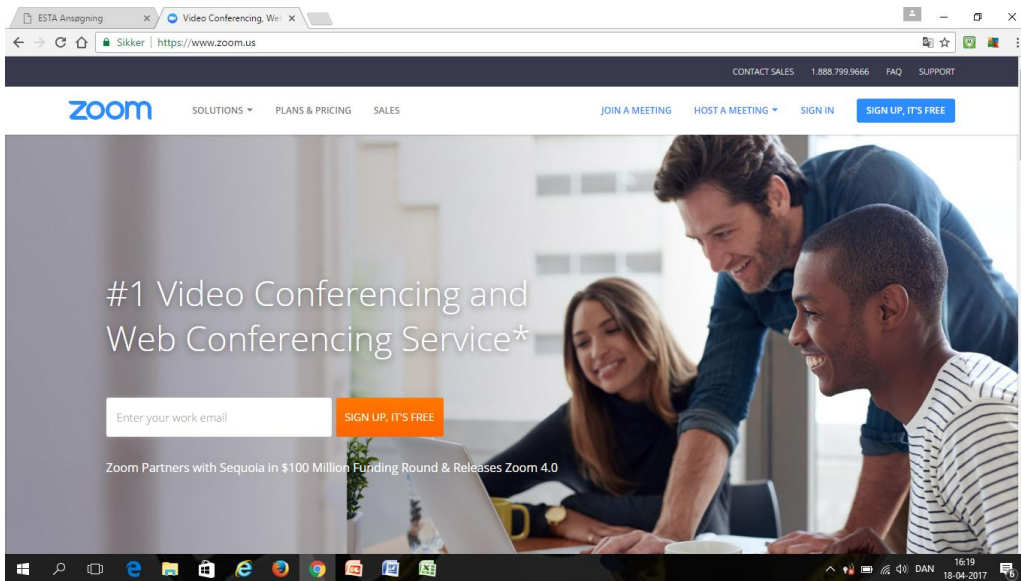 ESTA Ansøgning
Video Conferencing, We
Sikker https://www.zoom.us
CONTACT SALES 1.888.799.9666 FAQ SUPPORT
zoom SOLUTIONS PLANS & PRICING SALES JOIN A MEETING HOST A MEETING SIGN IN SIGN UP, IT'S FREE
#1 Video Conferencing and
Web Conferencing Service*
Enter your work email SIGN UP, IT'S FREE
Zoom Partners with Sequoia in $100 Million Funding Round & Releases Zoom 4.0
DAN 16:19
18-04-2017 6